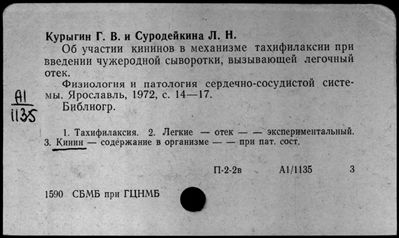 Курыгин Г. В. и Суродейкина Л. Н.
Об участии кининов в механизме тахифилаксии при
введении чужеродной сыворотки, вызывающей легочный
отек.
Физиология и патология сердечно-сосудистой систе-
мы. Ярославль, 1972, с. 14—17.
Библиогр.
А1
1135
1. Тахифилаксия. 2. Легкие — отек — — экспериментальный.
3. Кинин — содержание в организме — — при пат. сост.
П-2-2в А1/1135 3
1590 СБМБ при ГЦНМБ